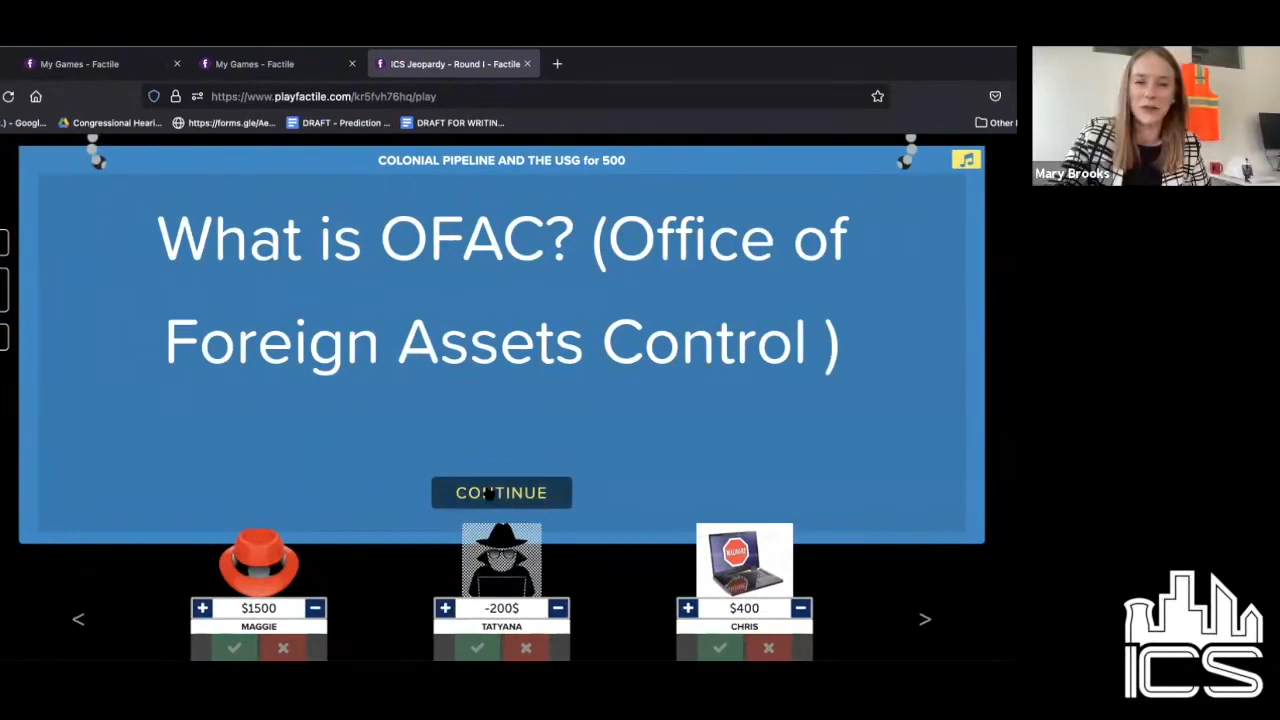 My Games - Factile
My Games - Factile
ICS Jeopardy - Round I - Factile
https://www.playfactile.com/kr5fvh76hq/play
.) - Googl...
Congressional Heari...
https://forms.gle/Ae...
DRAFT - Prediction ...
DRAFT FOR WRITIN...
Other
Mary Brooks
COLONIAL PIPELINE AND THE USG for 500
What is OFAC? (Office of
Foreign Assets Control )
CONTINUE
MALWARE
+ $1500 −
+ -200$ −
+ $400 −
MAGGIE
TATYANA
CHRIS
< >
ICS